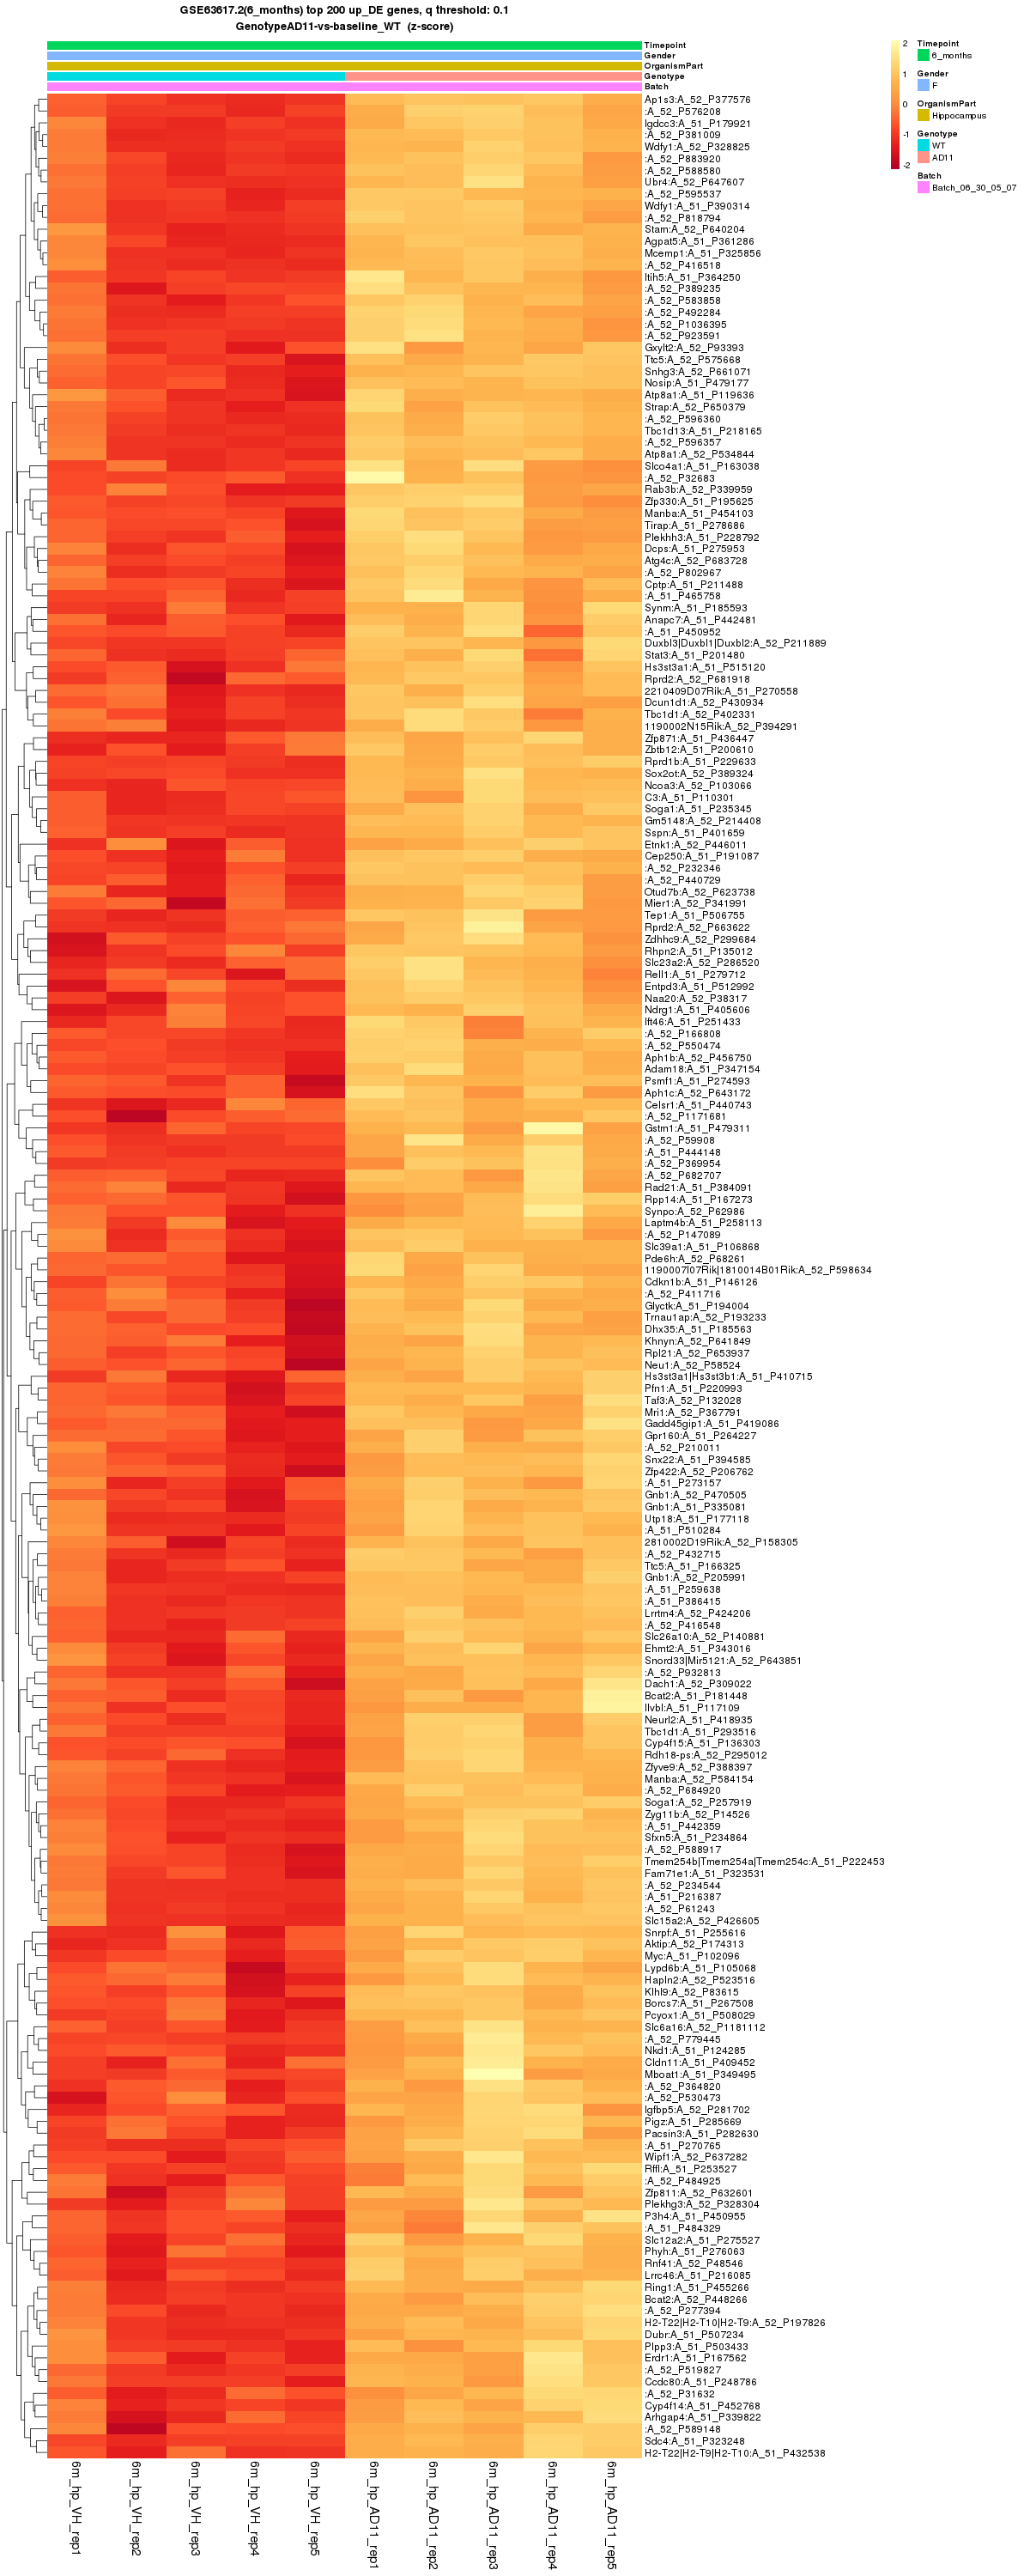 GSE63617.2(6_months) top 200 up_DE genes, q threshold: 0.1
GenotypeAD11-vs-baseline_WT (z-score)
Timepoint
Gender
OrganismPart
Genotype
Batch
2
1
0
-1
-2
Timepoint
6_months
Gender
F
OrganismPart
Hippocampus
Genotype
WT
AD11
Batch
Batch_06_30_05_07
Ap1s3:A_52_P377576
:A_52_P576208
Igdcc3:A_51_P179921
:A_52_P381009
Wdfy1:A_52_P328825
:A_52_P883920
:A_52_P588580
Ubr4:A_52_P647607
:A_52_P595537
Wdfy1:A_51_P390314
:A_52_P818794
Stam:A_52_P640204
Agpat5:A_51_P361286
Mcemp1:A_51_P325856
:A_52_P416518
Itih5:A_51_P364250
:A_52_P389235
:A_52_P583858
:A_52_P492284
:A_52_P1036395
:A_52_P923591
Gxylt2:A_52_P93393
Ttc5:A_52_P575668
Snhg3:A_52_P661071
Nosip:A_51_P479177
Atp8a1:A_51_P119636
Strap:A_52_P650379
:A_52_P596360
Tbc1d13:A_51_P218165
:A_52_P596357
Atp8a1:A_52_P534844
Slco4a1:A_51_P163038
:A_52_P32683
Rab3b:A_52_P339959
Zfp330:A_51_P195625
Manba:A_51_P454103
Tirap:A_51_P278686
Plekhh3:A_51_P228792
Dcps:A_51_P275953
Atg4c:A_52_P683728
:A_52_P802967
Cptp:A_51_P211488
:A_51_P465758
Synm:A_51_P185593
Anapc7:A_51_P442481
:A_51_P450952
Duxbl3|Duxbl1|Duxbl2:A_52_P211889
Stat3:A_51_P201480
Hs3st3a1:A_51_P515120
Rprd2:A_52_P681918
2210409D07Rik:A_51_P270558
Dcun1d1:A_52_P430934
Tbc1d1:A_52_P402331
1190002N15Rik:A_52_P394291
Zfp871:A_51_P436447
Zbtb12:A_51_P200610
Rprd1b:A_51_P229633
Sox2ot:A_52_P389324
Ncoa3:A_52_P103066
C3:A_51_P110301
Soga1:A_51_P235345
Gm5148:A_52_P214408
Sspn:A_51_P401659
Etnk1:A_52_P446011
Cep250:A_51_P191087
:A_52_P232346
:A_52_P440729
Otud7b:A_52_P623738
Mier1:A_52_P341991
Tep1:A_51_P506755
Rprd2:A_52_P663622
Zdhhc9:A_52_P299684
Rhpn2:A_51_P135012
Slc23a2:A_52_P286520
Rell1:A_51_P279712
Entpd3:A_51_P512992
Naa20:A_52_P38317
Ndrg1:A_51_P405606
Ift46:A_51_P251433
:A_52_P166808
:A_52_P550474
Aph1b:A_52_P456750
Adam18:A_51_P347154
Psmf1:A_51_P274593
Aph1c:A_52_P643172
Celsr1:A_51_P440743
:A_52_P1171681
Gstm1:A_51_P479311
:A_52_P59908
:A_51_P444148
:A_52_P369954
:A_52_P682707
Rad21:A_51_P384091
Rpp14:A_51_P167273
Synpo:A_52_P62986
Laptm4b:A_51_P258113
:A_52_P147089
Slc39a1:A_51_P106868
Pde6h:A_52_P68261
1190007I07Rik|1810014B01Rik:A_52_P598634
Cdkn1b:A_51_P146126
:A_52_P411716
Glyctk:A_51_P194004
Trnau1ap:A_52_P193233
Dhx35:A_51_P185563
Khnyn:A_52_P641849
Rpl21:A_52_P653937
Neu1:A_52_P58524
Hs3st3a1|Hs3st3b1:A_51_P410715
Pfn1:A_51_P220993
Taf3:A_52_P132028
Mri1:A_52_P367791
Gadd45gip1:A_51_P419086
Gpr160:A_51_P264227
:A_52_P210011
Snx22:A_51_P394585
Zfp422:A_52_P206762
:A_51_P273157
Gnb1:A_52_P470505
Gnb1:A_51_P335081
Utp18:A_51_P177118
:A_51_P510284
2810002D19Rik:A_52_P158305
:A_52_P432715
Ttc5:A_51_P166325
Gnb1:A_52_P205991
:A_51_P259638
:A_51_P386415
Lrrtm4:A_52_P424206
:A_52_P416548
Slc26a10:A_52_P140881
Ehmt2:A_51_P343016
Snord33|Mir5121:A_52_P643851
:A_52_P932813
Dach1:A_52_P309022
Bcat2:A_51_P181448
Ilvbl:A_51_P117109
Neurl2:A_51_P418935
Tbc1d1:A_51_P293516
Cyp4f15:A_51_P136303
Rdh18-ps:A_52_P295012
Zfyve9:A_52_P388397
Manba:A_52_P584154
:A_52_P684920
Soga1:A_52_P257919
Zyg11b:A_52_P14526
:A_51_P442359
Sfxn5:A_51_P234864
:A_52_P588917
Tmem254b|Tmem254a|Tmem254c:A_51_P222453
Fam71e1:A_51_P323531
:A_52_P234544
:A_51_P216387
:A_52_P61243
Slc15a2:A_52_P426605
Snrpf:A_51_P255616
Aktip:A_52_P174313
Myc:A_51_P102096
Lypd6b:A_51_P105068
Hapln2:A_52_P523516
Klhl9:A_52_P83615
Borcs7:A_51_P267508
Pcyox1:A_51_P508029
Slc6a16:A_52_P1181112
:A_52_P779445
Nkd1:A_51_P124285
Cldn11:A_51_P409452
Mboat1:A_51_P349495
:A_52_P364820
:A_52_P530473
Igfbp5:A_52_P281702
Pigz:A_51_P285669
Pacsin3:A_51_P282630
:A_51_P270765
Wipf1:A_52_P637282
Rffl:A_51_P253527
:A_52_P484925
Zfp811:A_52_P632601
Plekhg3:A_52_P328304
P3h4:A_51_P450955
:A_51_P484329
Slc12a2:A_51_P275527
Phyh:A_51_P276063
Rnf41:A_52_P48546
Lrrc46:A_51_P216085
Ring1:A_51_P455266
Bcat2:A_52_P448266
:A_52_P277394
H2-T22|H2-T10|H2-T9:A_52_P197826
Dubr:A_51_P507234
Plpp3:A_51_P503433
Erdr1:A_51_P167562
:A_52_P519827
Ccdc80:A_51_P248786
:A_52_P31632
Cyp4f14:A_51_P452768
Arhgap4:A_51_P339822
:A_52_P589148
Sdc4:A_51_P323248
H2-T22|H2-T9|H2-T10:A_51_P432538
6m_hp_VH_rep1
6m_hp_VH_rep2
6m_hp_VH_rep3
6m_hp_VH_rep4
6m_hp_VH_rep5
6m_hp_AD11_rep1
6m_hp_AD11_rep2
6m_hp_AD11_rep3
6m_hp_AD11_rep4
6m_hp_AD11_rep5